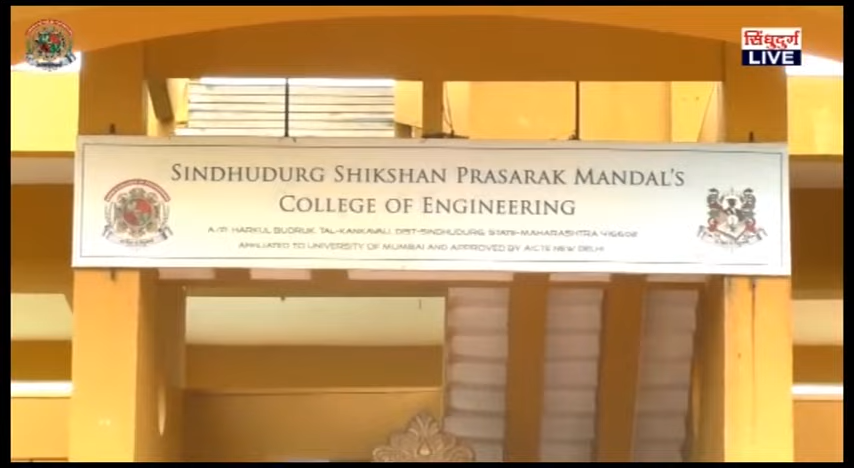 सिंधुदुर्ग
LIVE
SINDHUDURG SHIKSHAN PRASARAK MANDAL'S
COLLEGE OF ENGINEERING
A/P. HARKUL BUDRUK, TAL-KANKAVALI, DIST-SINDHUDURG, STATE-MAHARASHTRA 416602
AFFILIATED TO UNIVERSITY OF MUMBAI AND APPROVED BY AICTE NEW DELHI